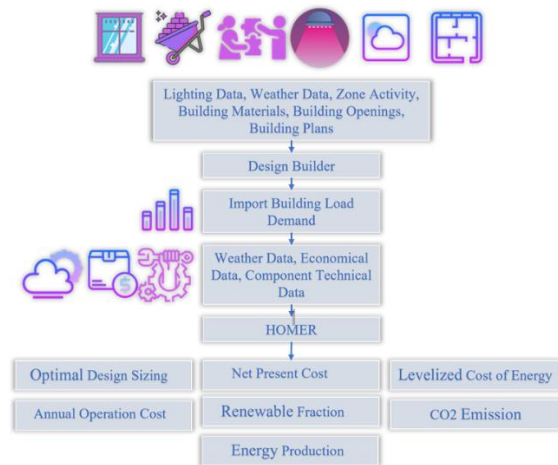 Lighting Data, Weather Data, Zone Activity,
Building Materials, Building Openings,
Building Plans
Design Builder
Import Building Load
Demand
Weather Data, Economical
Data, Component Technical
Data
HOMER
Optimal Design Sizing
Net Present Cost
Levelized Cost of Energy
Annual Operation Cost
Renewable Fraction
CO2 Emission
Energy Production